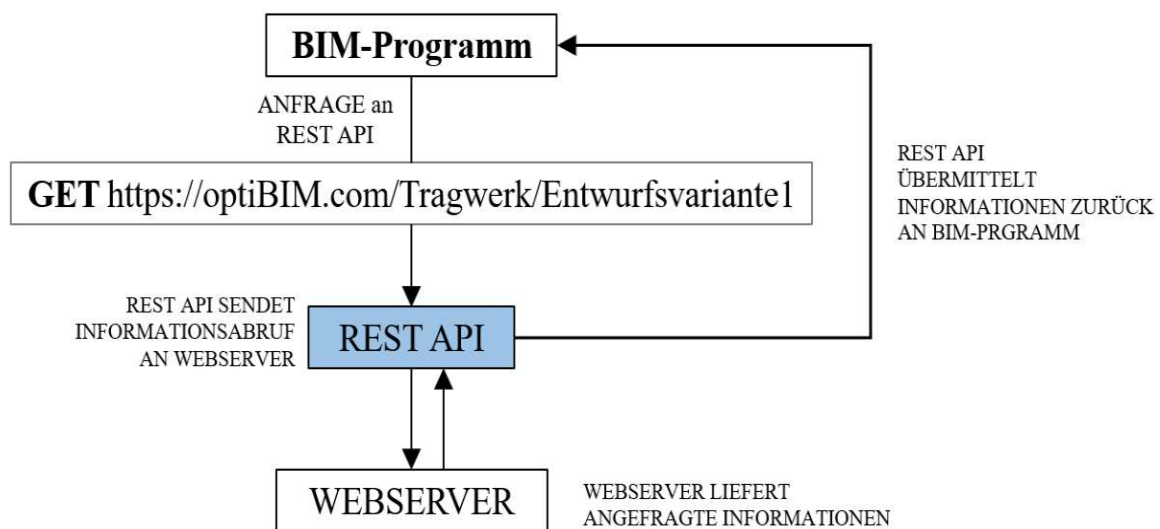 BIM-Programm
ANFRAGE an
REST API
GET https://optiBIM.com/Tragwerk/Entwurfsvariante1
REST API
ÜBERMITTELT
INFORMATIONEN ZURÜCK
AN BIM-PRGRAMM
REST API SENDET
INFORMATIONSABRUF
AN WEBSERVER
REST API
WEBSERVER
WEBSERVER LIEFERT
ANGEFRAGTE INFORMATIONEN